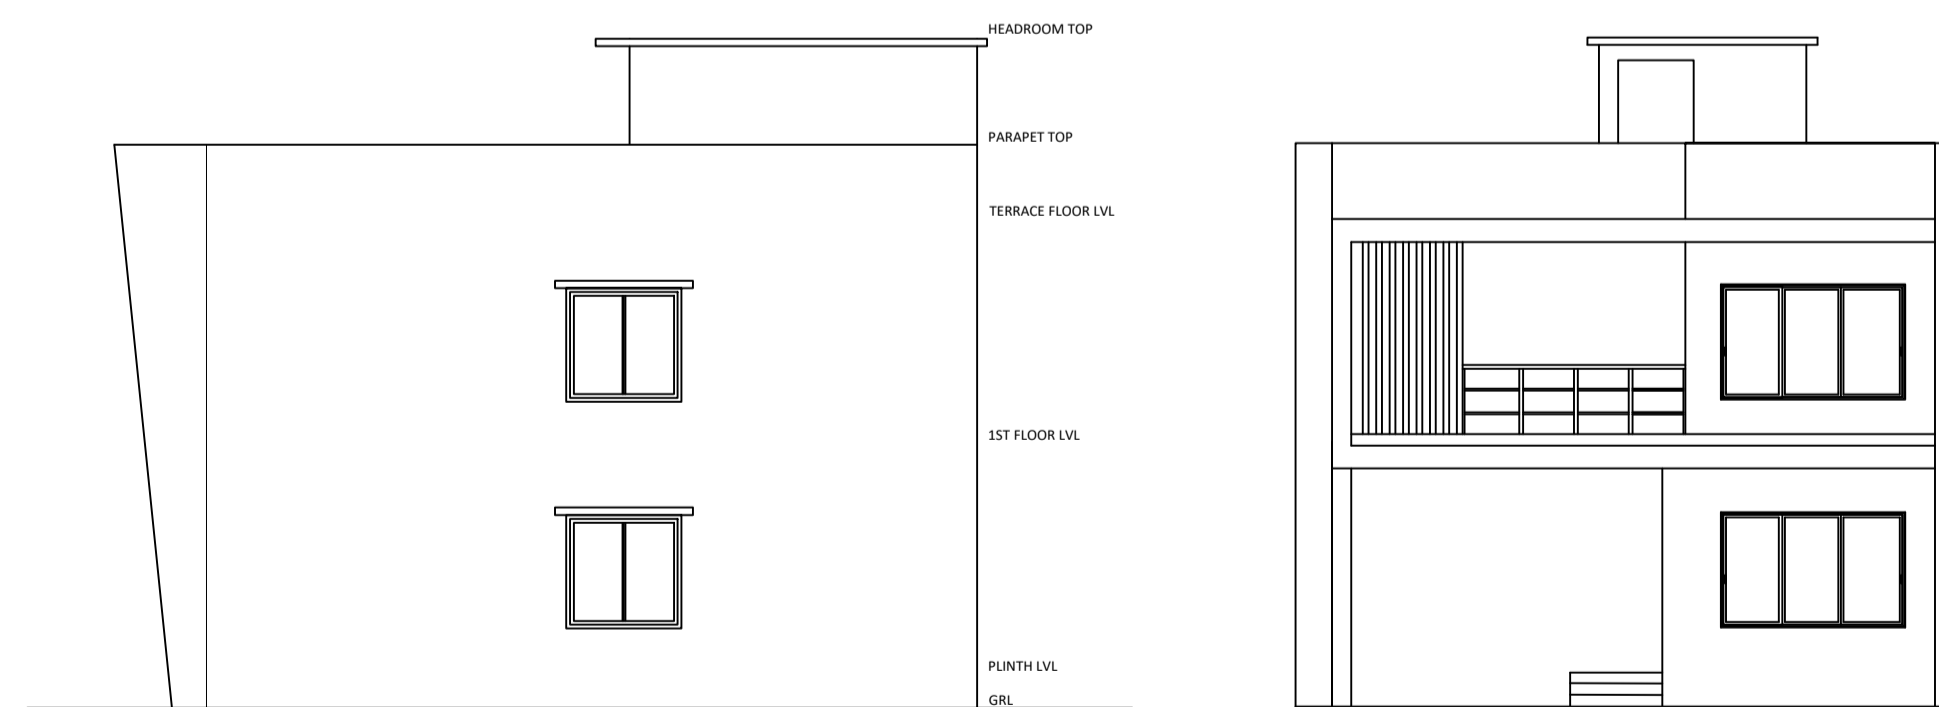 HEADROOM TOP
PARAPET TOP
TERRACE FLOOR LVL
1ST FLOOR LVL
PLINTH LVL
GRL